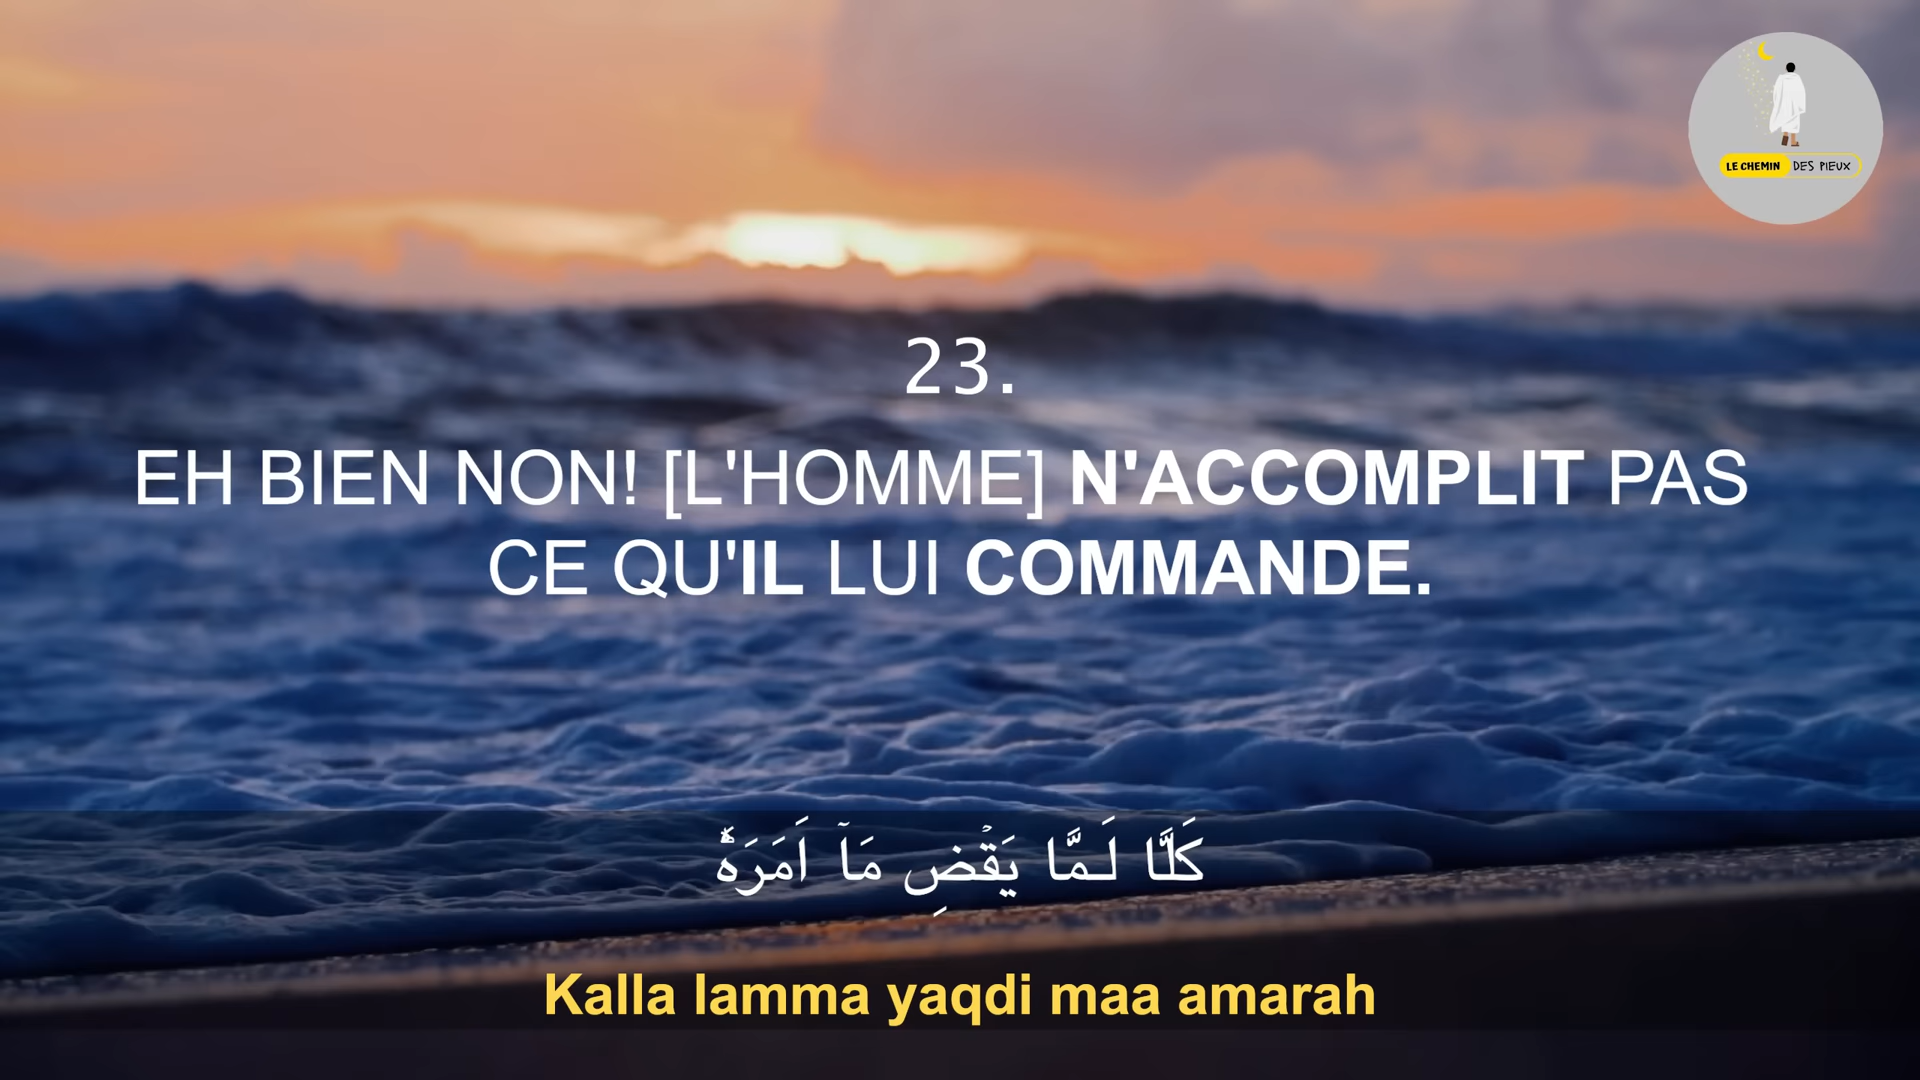 LE CHEMIN DES PIEUX
23.
EH BIEN NON! [L'HOMME] N'ACCOMPLIT PAS
CE QU'IL LUI COMMANDE.
كَلَّا لَـمَّا يَقۡضِ مَاۤ اَمَرَهٗؕ
Kalla lamma yaqdi maa amarah